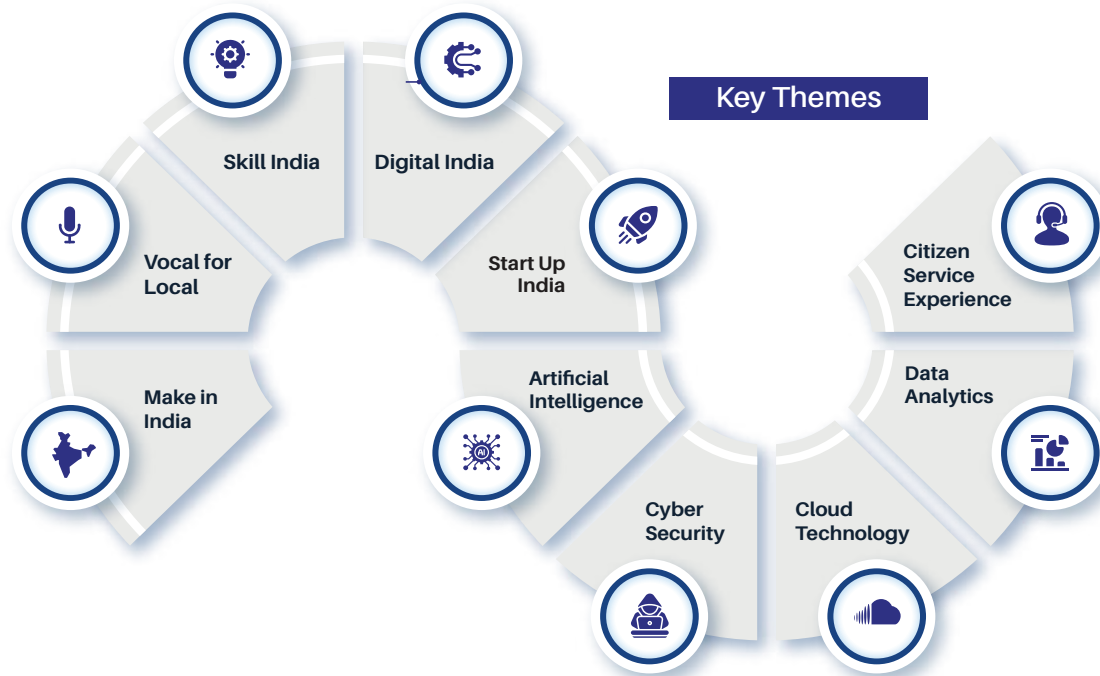 Key Themes
Make in
India
Vocal for
Local
Skill India
Digital India
Start Up
India
Artificial
Intelligence
AI
Cyber
Security
Cloud
Technology
Data
Analytics
Citizen
Service
Experience